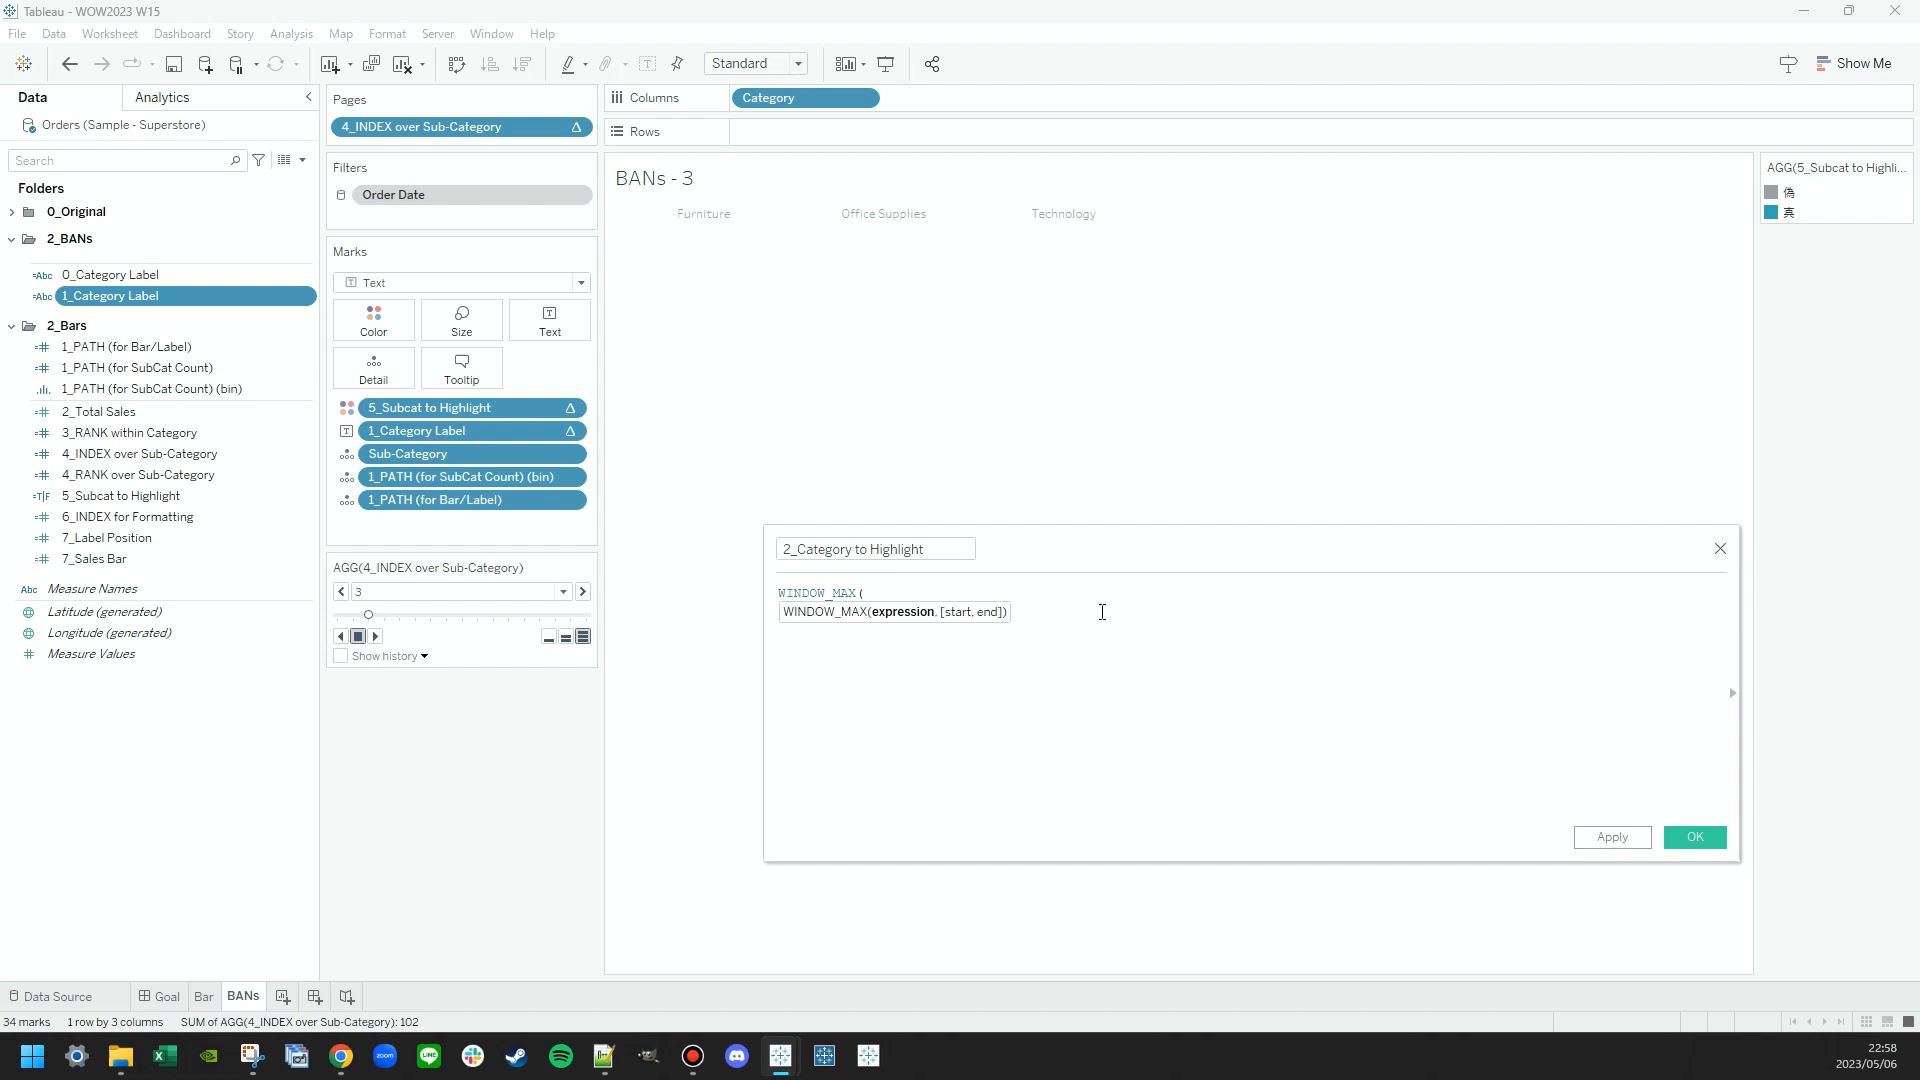 Tableau - WOW2023 W15
File Data Worksheet Dashboard Story Analysis Map Format Server Window Help
Standard
Show Me
Data Analytics
Orders (Sample - Superstore)
Search
Folders
0_Original
2_BANs
=Abc 0_Category Label
=Abc 1_Category Label
2_Bars
=# 1_PATH (for Bar/Label)
=# 1_PATH (for SubCat Count)
1_PATH (for SubCat Count) (bin)
=# 2_Total Sales
=# 3_RANK within Category
=# 4_INDEX over Sub-Category
=# 4_RANK over Sub-Category
=T|F 5_Subcat to Highlight
=# 6_INDEX for Formatting
=# 7_Label Position
=# 7_Sales Bar
Abc Measure Names
Latitude (generated)
Longitude (generated)
# Measure Values
Pages
4_INDEX over Sub-Category
Filters
Order Date
Marks
Text
Color Size Text
Detail Tooltip
5_Subcat to Highlight
1_Category Label
Sub-Category
1_PATH (for SubCat Count) (bin)
1_PATH (for Bar/Label)
AGG(4_INDEX over Sub-Category)
3
Show history
Columns Category
Rows
BANs - 3
Furniture Office Supplies Technology
2_Category to Highlight
WINDOW_MAX(
WINDOW_MAX(expression, [start, end])
Apply OK
AGG(5_Subcat to Highli...
偽
真
Data Source Goal Bar BANs
34 marks 1 row by 3 columns SUM of AGG(4_INDEX over Sub-Category): 102
zoom
LINE
22:58
2023/05/06